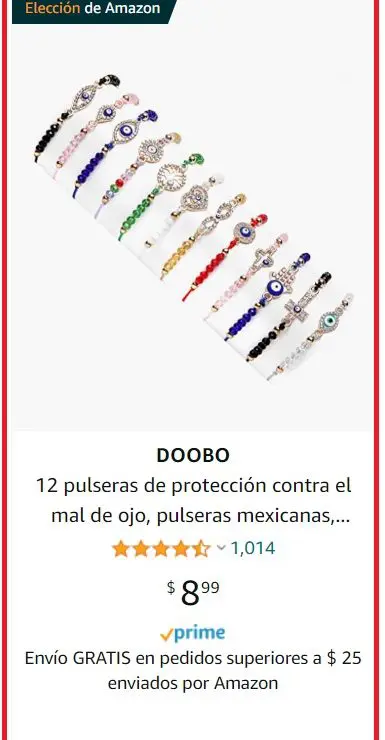 Elección de Amazon
DOOBO
12 pulseras de protección contra el
mal de ojo, pulseras mexicanas,...
1,014
$ 8 99
prime
Envío GRATIS en pedidos superiores a $ 25
enviados por Amazon